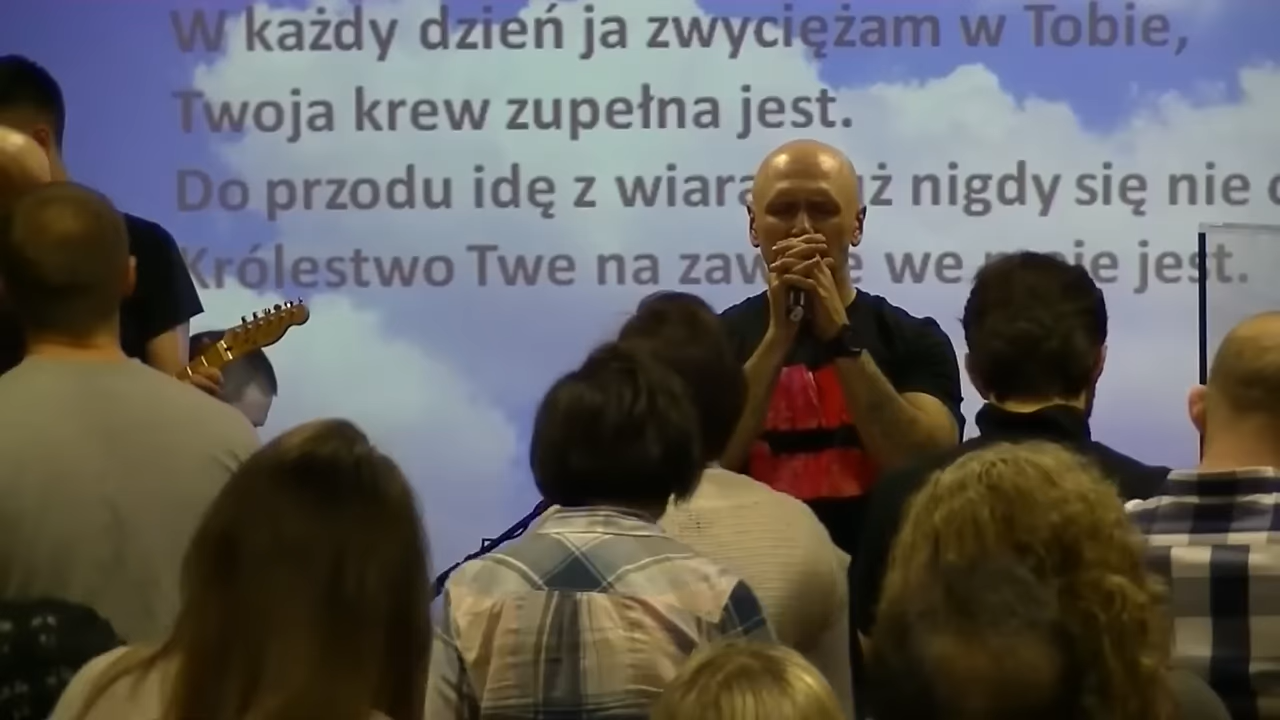 W każdy dzień ja zwyciężam w Tobie,
Twoja krew zupełna jest.
Do przodu idę z nigdy się nie
Królestwo Twe na we jest.